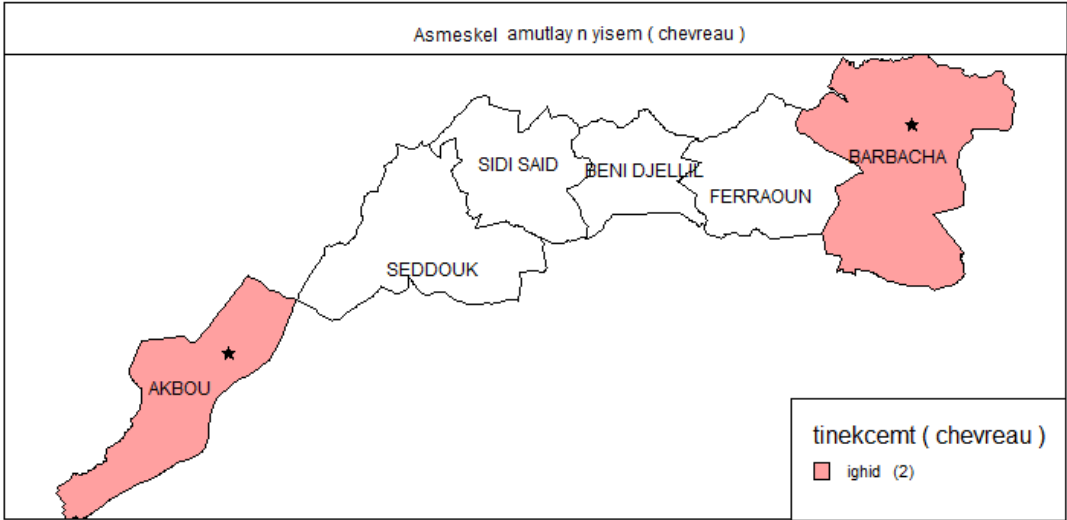 Asmeskel amutlay n yisem ( chevreau )
BARBACHA
SIDI SAID
BENI DJELLIL
FERRAOUN
SEDDOUK
AKBOU
tinekcemt ( chevreau )
ighid (2)